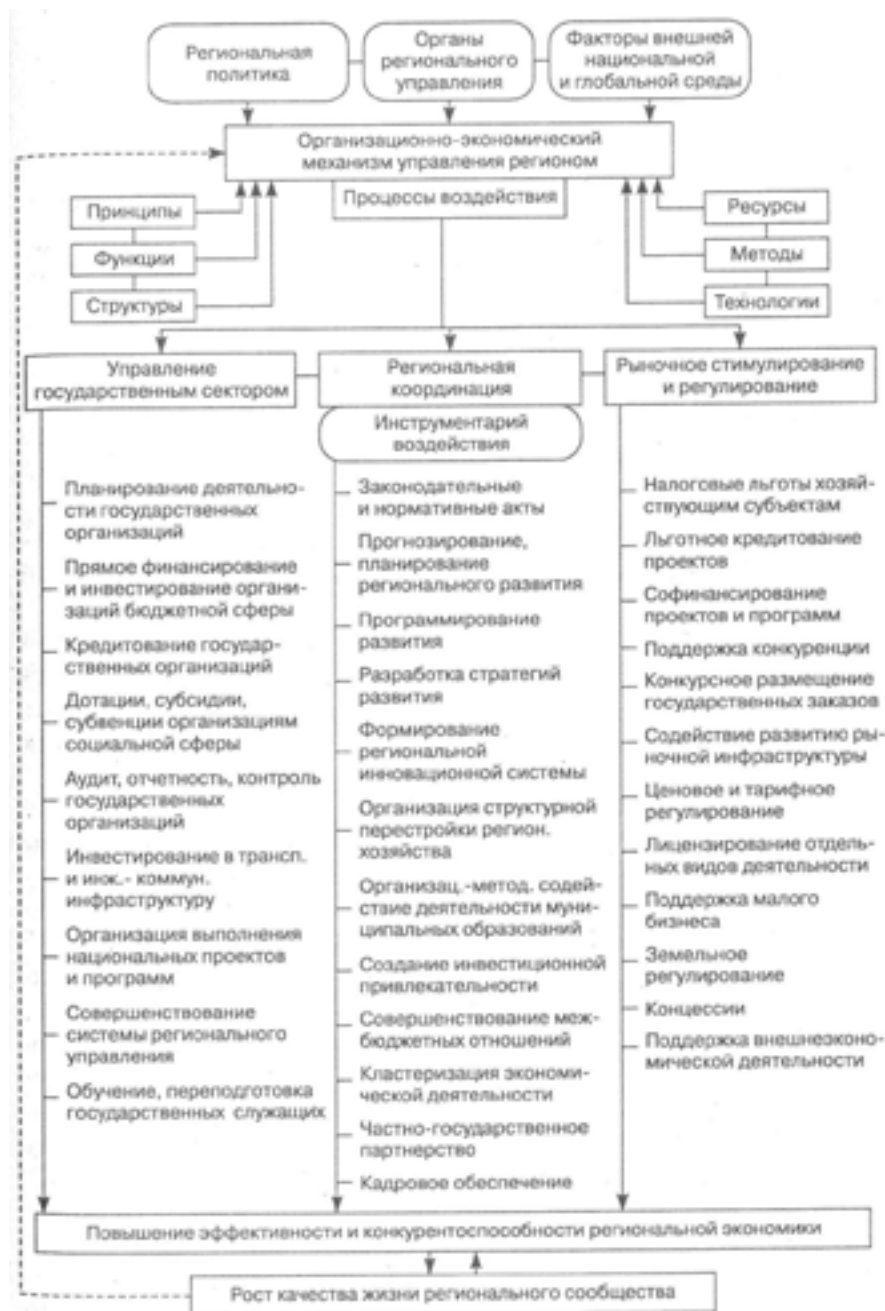 Региональная
политика
Органы
регионального
управления
Факторы внешней
национальной
и глобальной среды
Организационно-экономический
механизм управления регионом
Процессы воздействия
Принципы
Функции
Структуры
Ресурсы
Методы
Технологии
Управление
государственным сектором
Региональная
координация
Рыночное стимулирование
и регулирование
Инструментарий
воздействия
Планирование деятельно-
сти государственных
организаций
Прямое финансирование
и инвестирование органи-
заций бюджетной сферы
Кредитование государ-
ственных организаций
Дотации, субсидии,
субвенции организациям
социальной сферы
Аудит, отчетность, контроль
государственных
организаций
Инвестирование в трансп.
и инж.- коммун.
инфраструктуру
Организация выполнения
национальных проектов
и программ
Совершенствование
системы регионального
управления
Обучение, переподготовка
государственных служащих
Законодательные
и нормативные акты
Прогнозирование,
планирование
регионального развития
Программирование
развития
Разработка стратегий
развития
Формирование
региональной
инновационной системы
Организация структурной
перестройки регион.
хозяйства
Организац.-метод. содей-
ствие деятельности муни-
ципальных образований
Создание инвестиционной
привлекательности
Совершенствование меж-
бюджетных отношений
Кластеризация экономи-
ческой деятельности
Частно-государственное
партнерство
Кадровое обеспечение
Налоговые льготы хозяй-
ствующим субъектам
Льготное кредитование
проектов
Софинансирование
проектов и программ
Поддержка конкуренции
Конкурсное размещение
государственных заказов
Содействие развитию ры-
ночной инфраструктуры
Ценовое и тарифное
регулирование
Лицензирование отдель-
ных видов деятельности
Поддержка малого
бизнеса
Земельное
регулирование
Концессии
Поддержка внешнеэконо-
мической деятельности
Повышение эффективности и конкурентоспособности региональной экономики
Рост качества жизни регионального сообщества